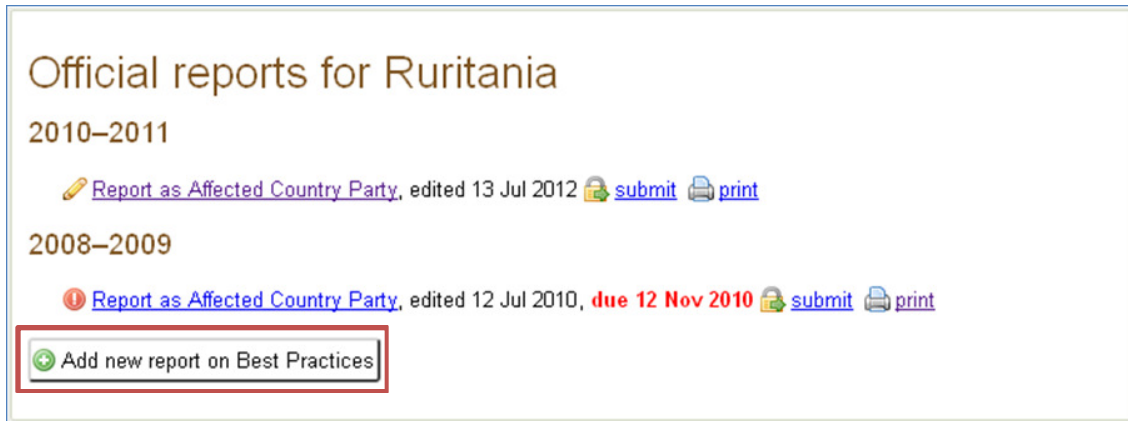 Official reports for Ruritania
2010–2011
Report as Affected Country Party, edited 13 Jul 2012 submit print
2008–2009
Report as Affected Country Party, edited 12 Jul 2010, due 12 Nov 2010 submit print
Add new report on Best Practices